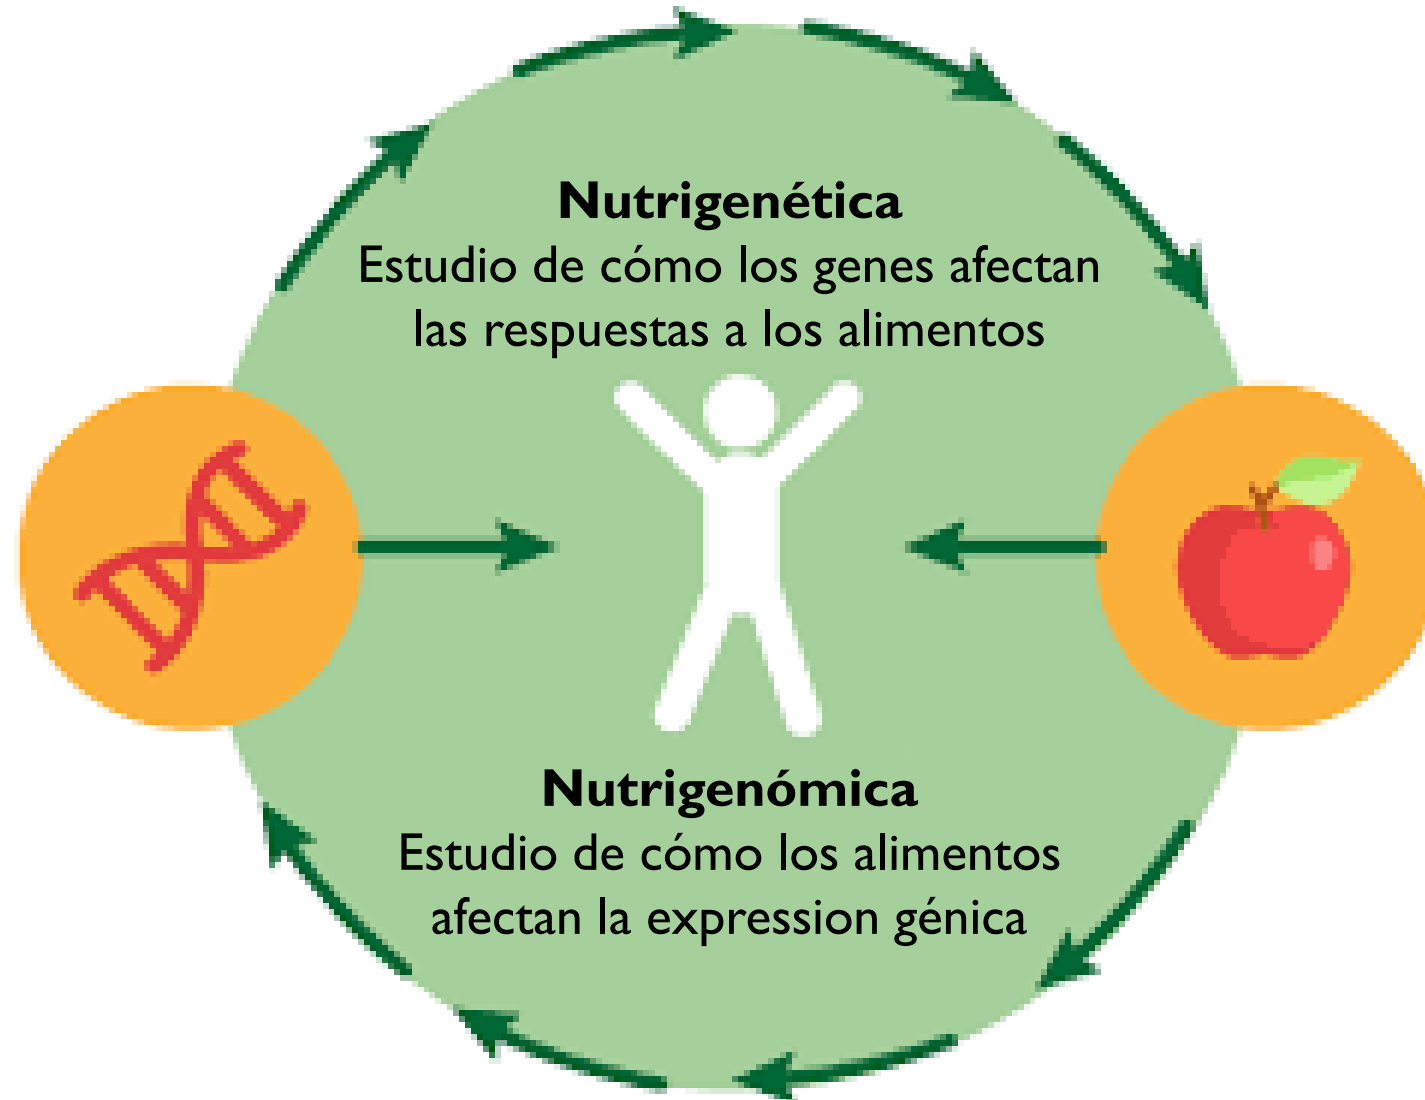 Nutrigenética
Estudio de cómo los genes afectan
las respuestas a los alimentos
Nutrigenómica
Estudio de cómo los alimentos
afectan la expression génica